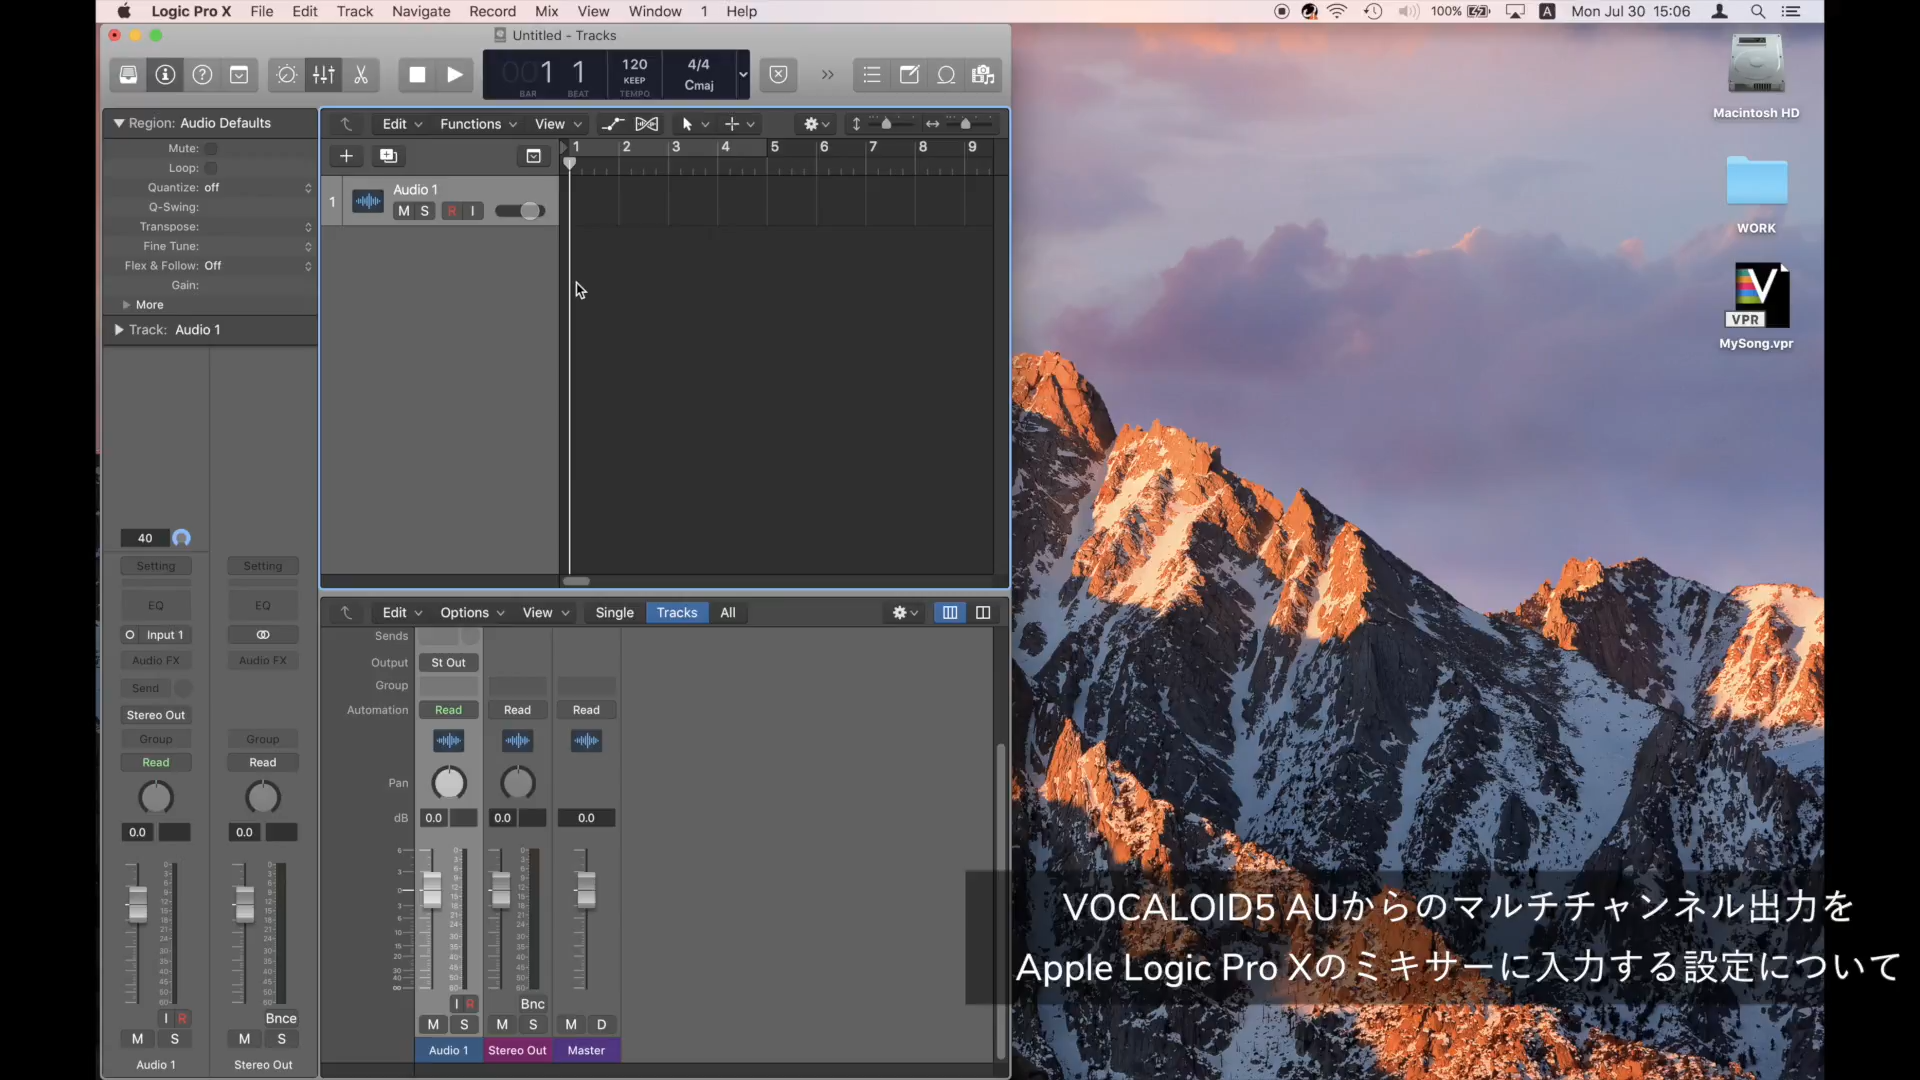 Logic Pro X File Edit Track Navigate Record Mix View Window 1 Help
100% A Mon Jul 30 15:06
Untitled - Tracks
001 1
BAR BEAT
120
KEEP
TEMPO
4/4
Cmaj
Region: Audio Defaults
Mute:
Loop:
Quantize: off
Q-Swing:
Transpose:
Fine Tune:
Flex & Follow: Off
Gain:
More
Track: Audio 1
Edit Functions View
1 2 3 4 5 6 7 8 9
1
Audio 1
M S R I
Macintosh HD
WORK
VPR
MySong.vpr
40
Setting Setting
EQ EQ
Input 1
Audio FX Audio FX
Send
Stereo Out
Group Group
Read Read
0.0 0.0
I R Bnce
M S M S
Audio 1 Stereo Out
Edit Options View Single Tracks All
Sends
Output St Out
Group
Automation Read Read Read
Pan
dB 0.0 0.0 0.0
I R Bnc
M S M S M D
Audio 1 Stereo Out Master
VOCALOID5 AUからのマルチチャンネル出力を
Apple Logic Pro Xのミキサーに入力する設定について